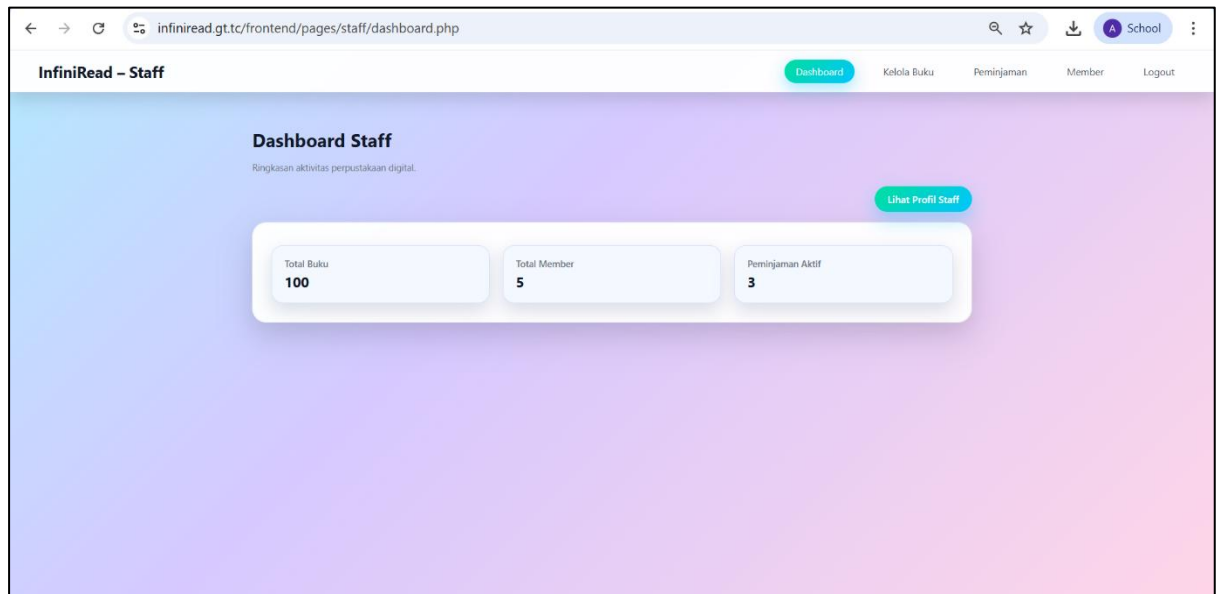 infiniread.gt.tc/frontend/pages/staff/dashboard.php
A School
InfiniRead – Staff
Dashboard
Kelola Buku
Peminjaman
Member
Logout
Dashboard Staff
Ringkasan aktivitas perpustakaan digital.
Lihat Profil Staff
Total Buku
100
Total Member
5
Peminjaman Aktif
3